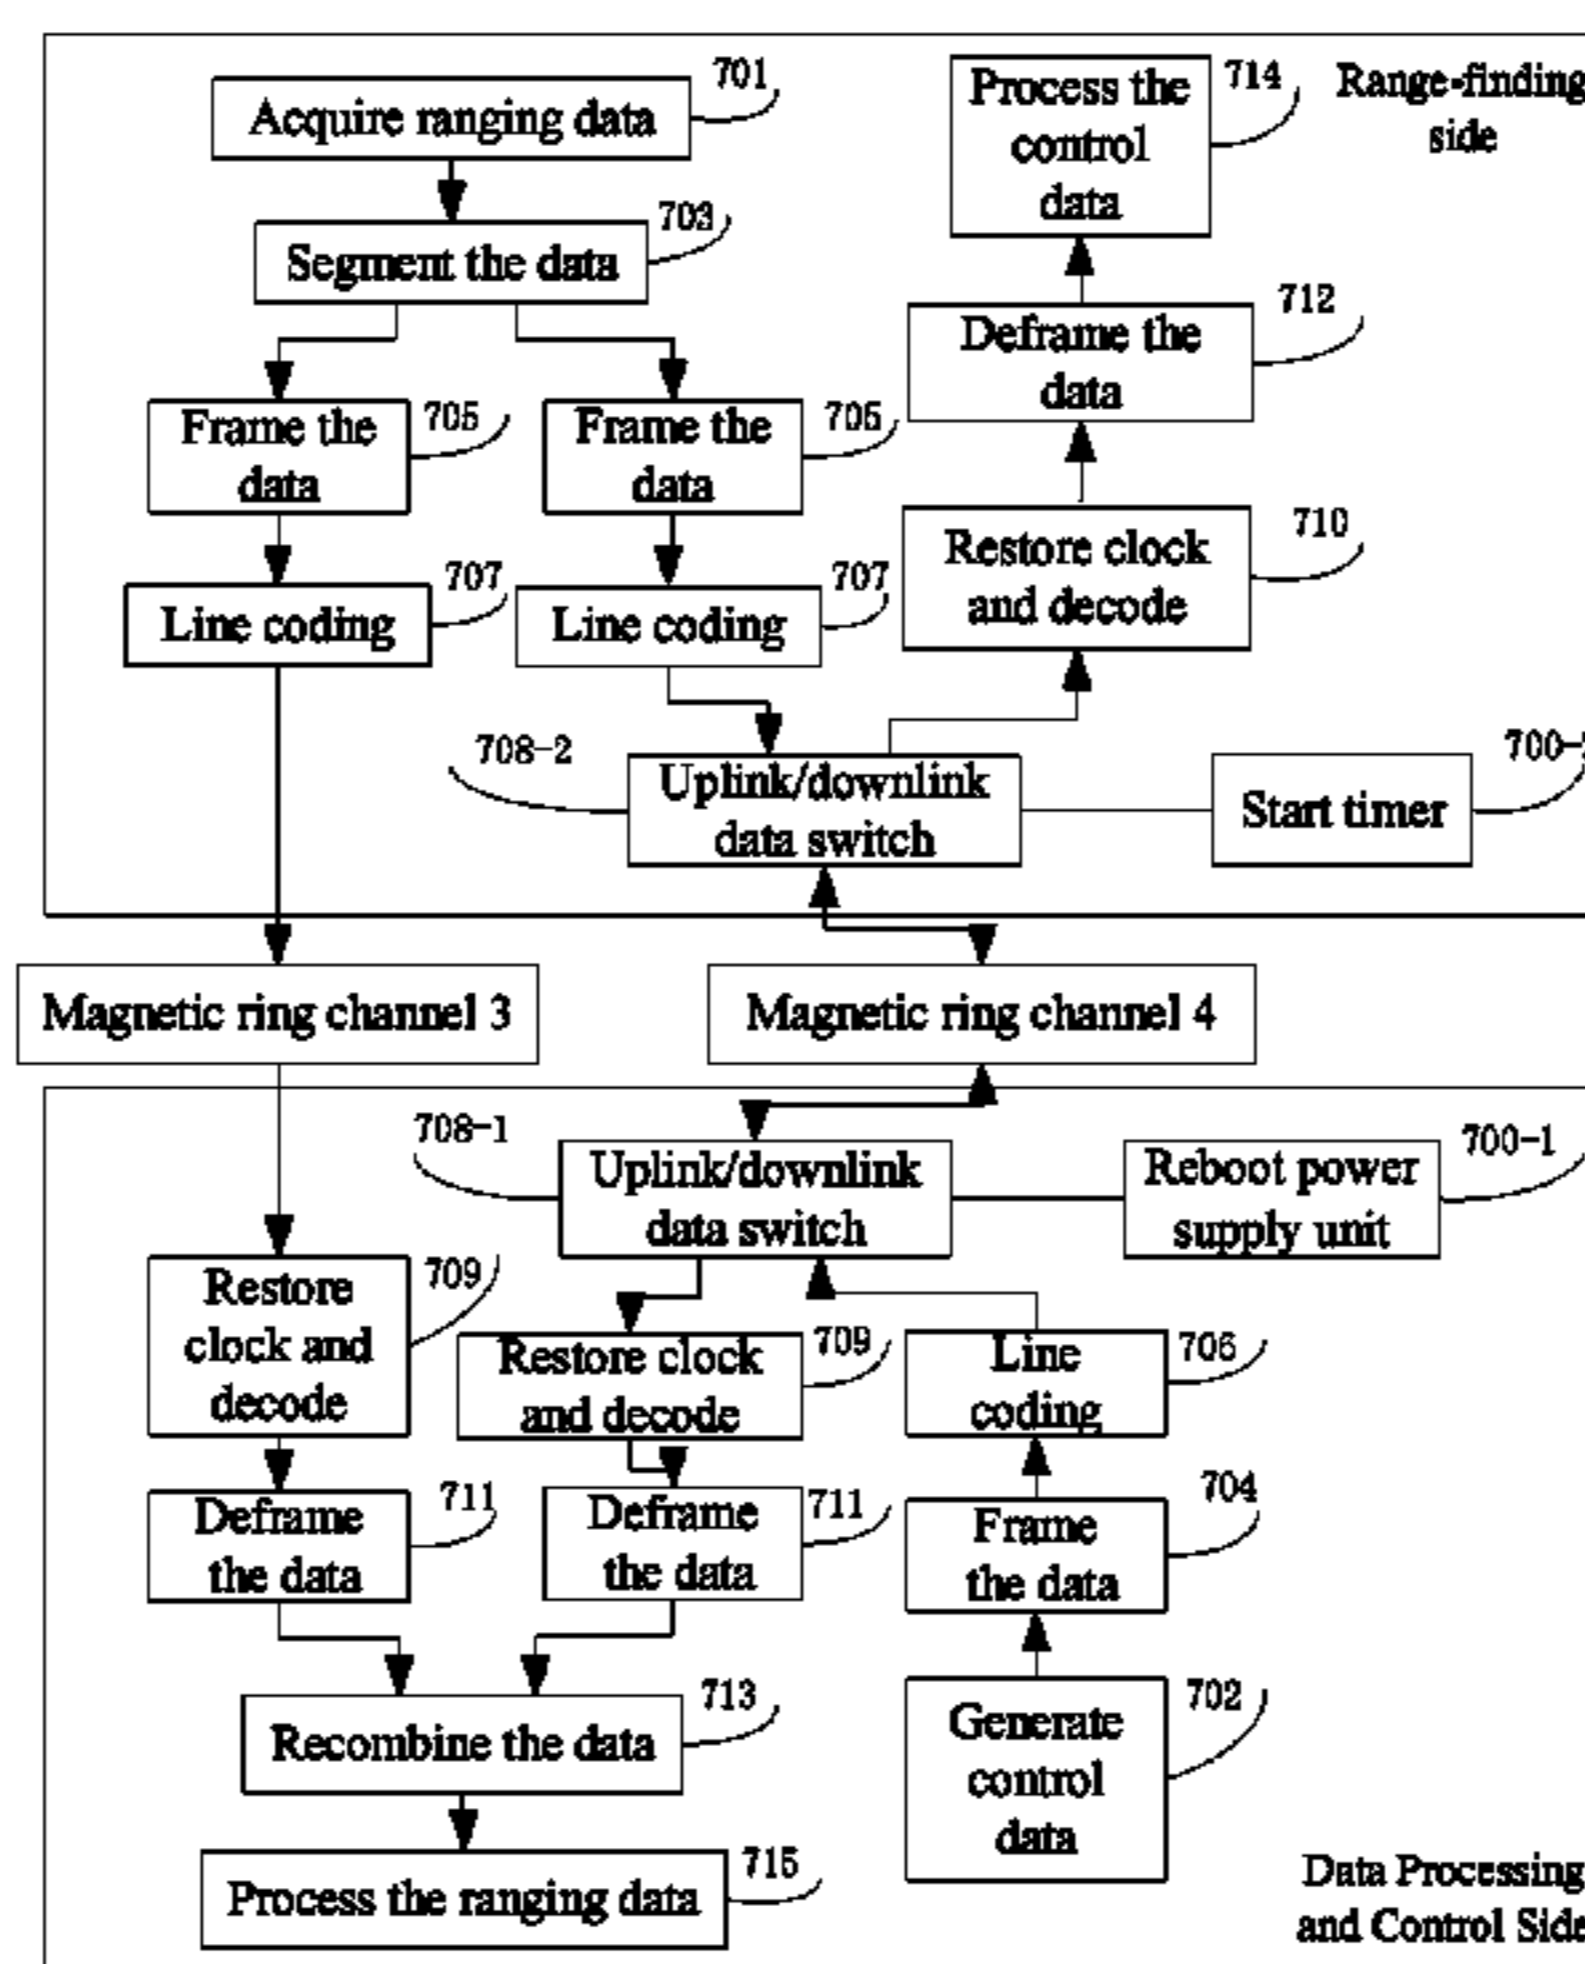 701
Acquire ranging data
703
Segment the data
Frame the
data
705
Frame the
data
705
Line coding
707
Line coding
707
Process the
control
data
714
Range-finding
side
712
Deframe the
data
710
Restore clock
and decode
708-2
Uplink/downlink
data switch
Start timer
700-
Magnetic ring channel 3
Magnetic ring channel 4
708-1
Uplink/downlink
data switch
Reboot power
supply unit
700-1
Restore
clock and
decode
709
Restore clock
and decode
709
Line
coding
706
Deframe
the data
711
Deframe
the data
711
Frame
the data
704
Recombine the data
713
Generate
control
data
702
Process the ranging data
715
Data Processing
and Control Side